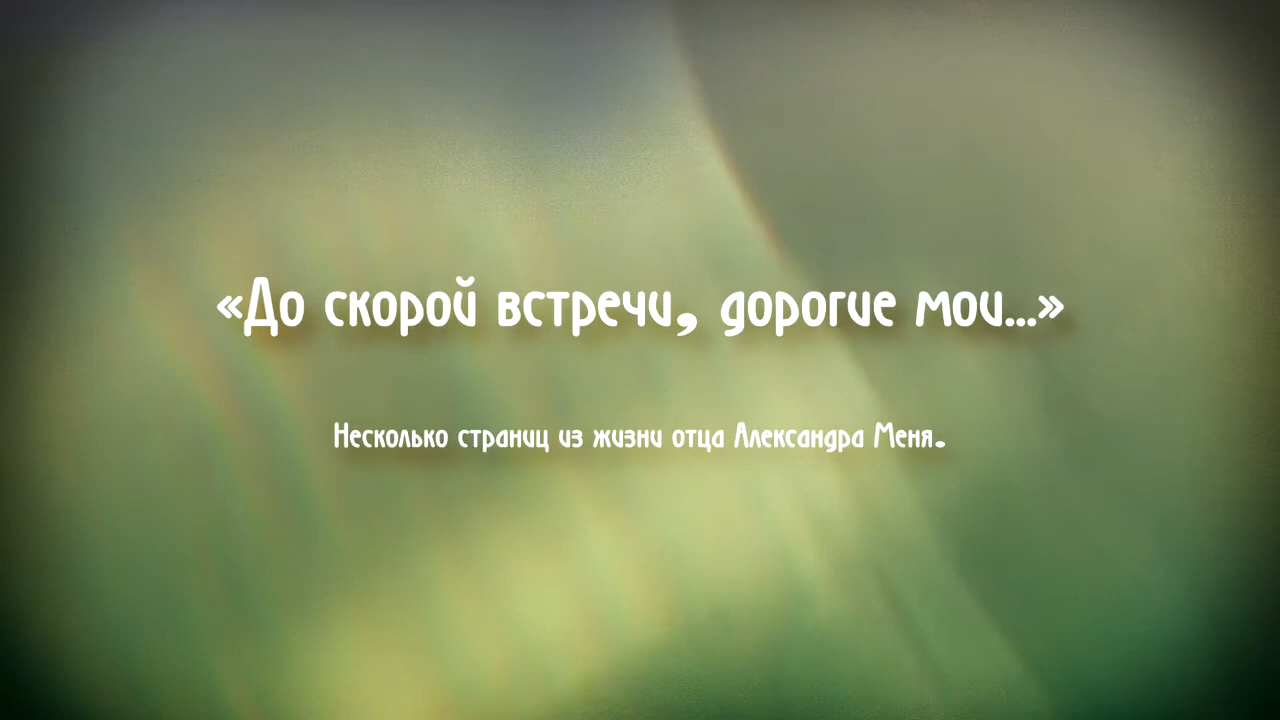 «До скорой встречи, дорогие мои...»
Несколько страниц из жизни отца Александра Меня.